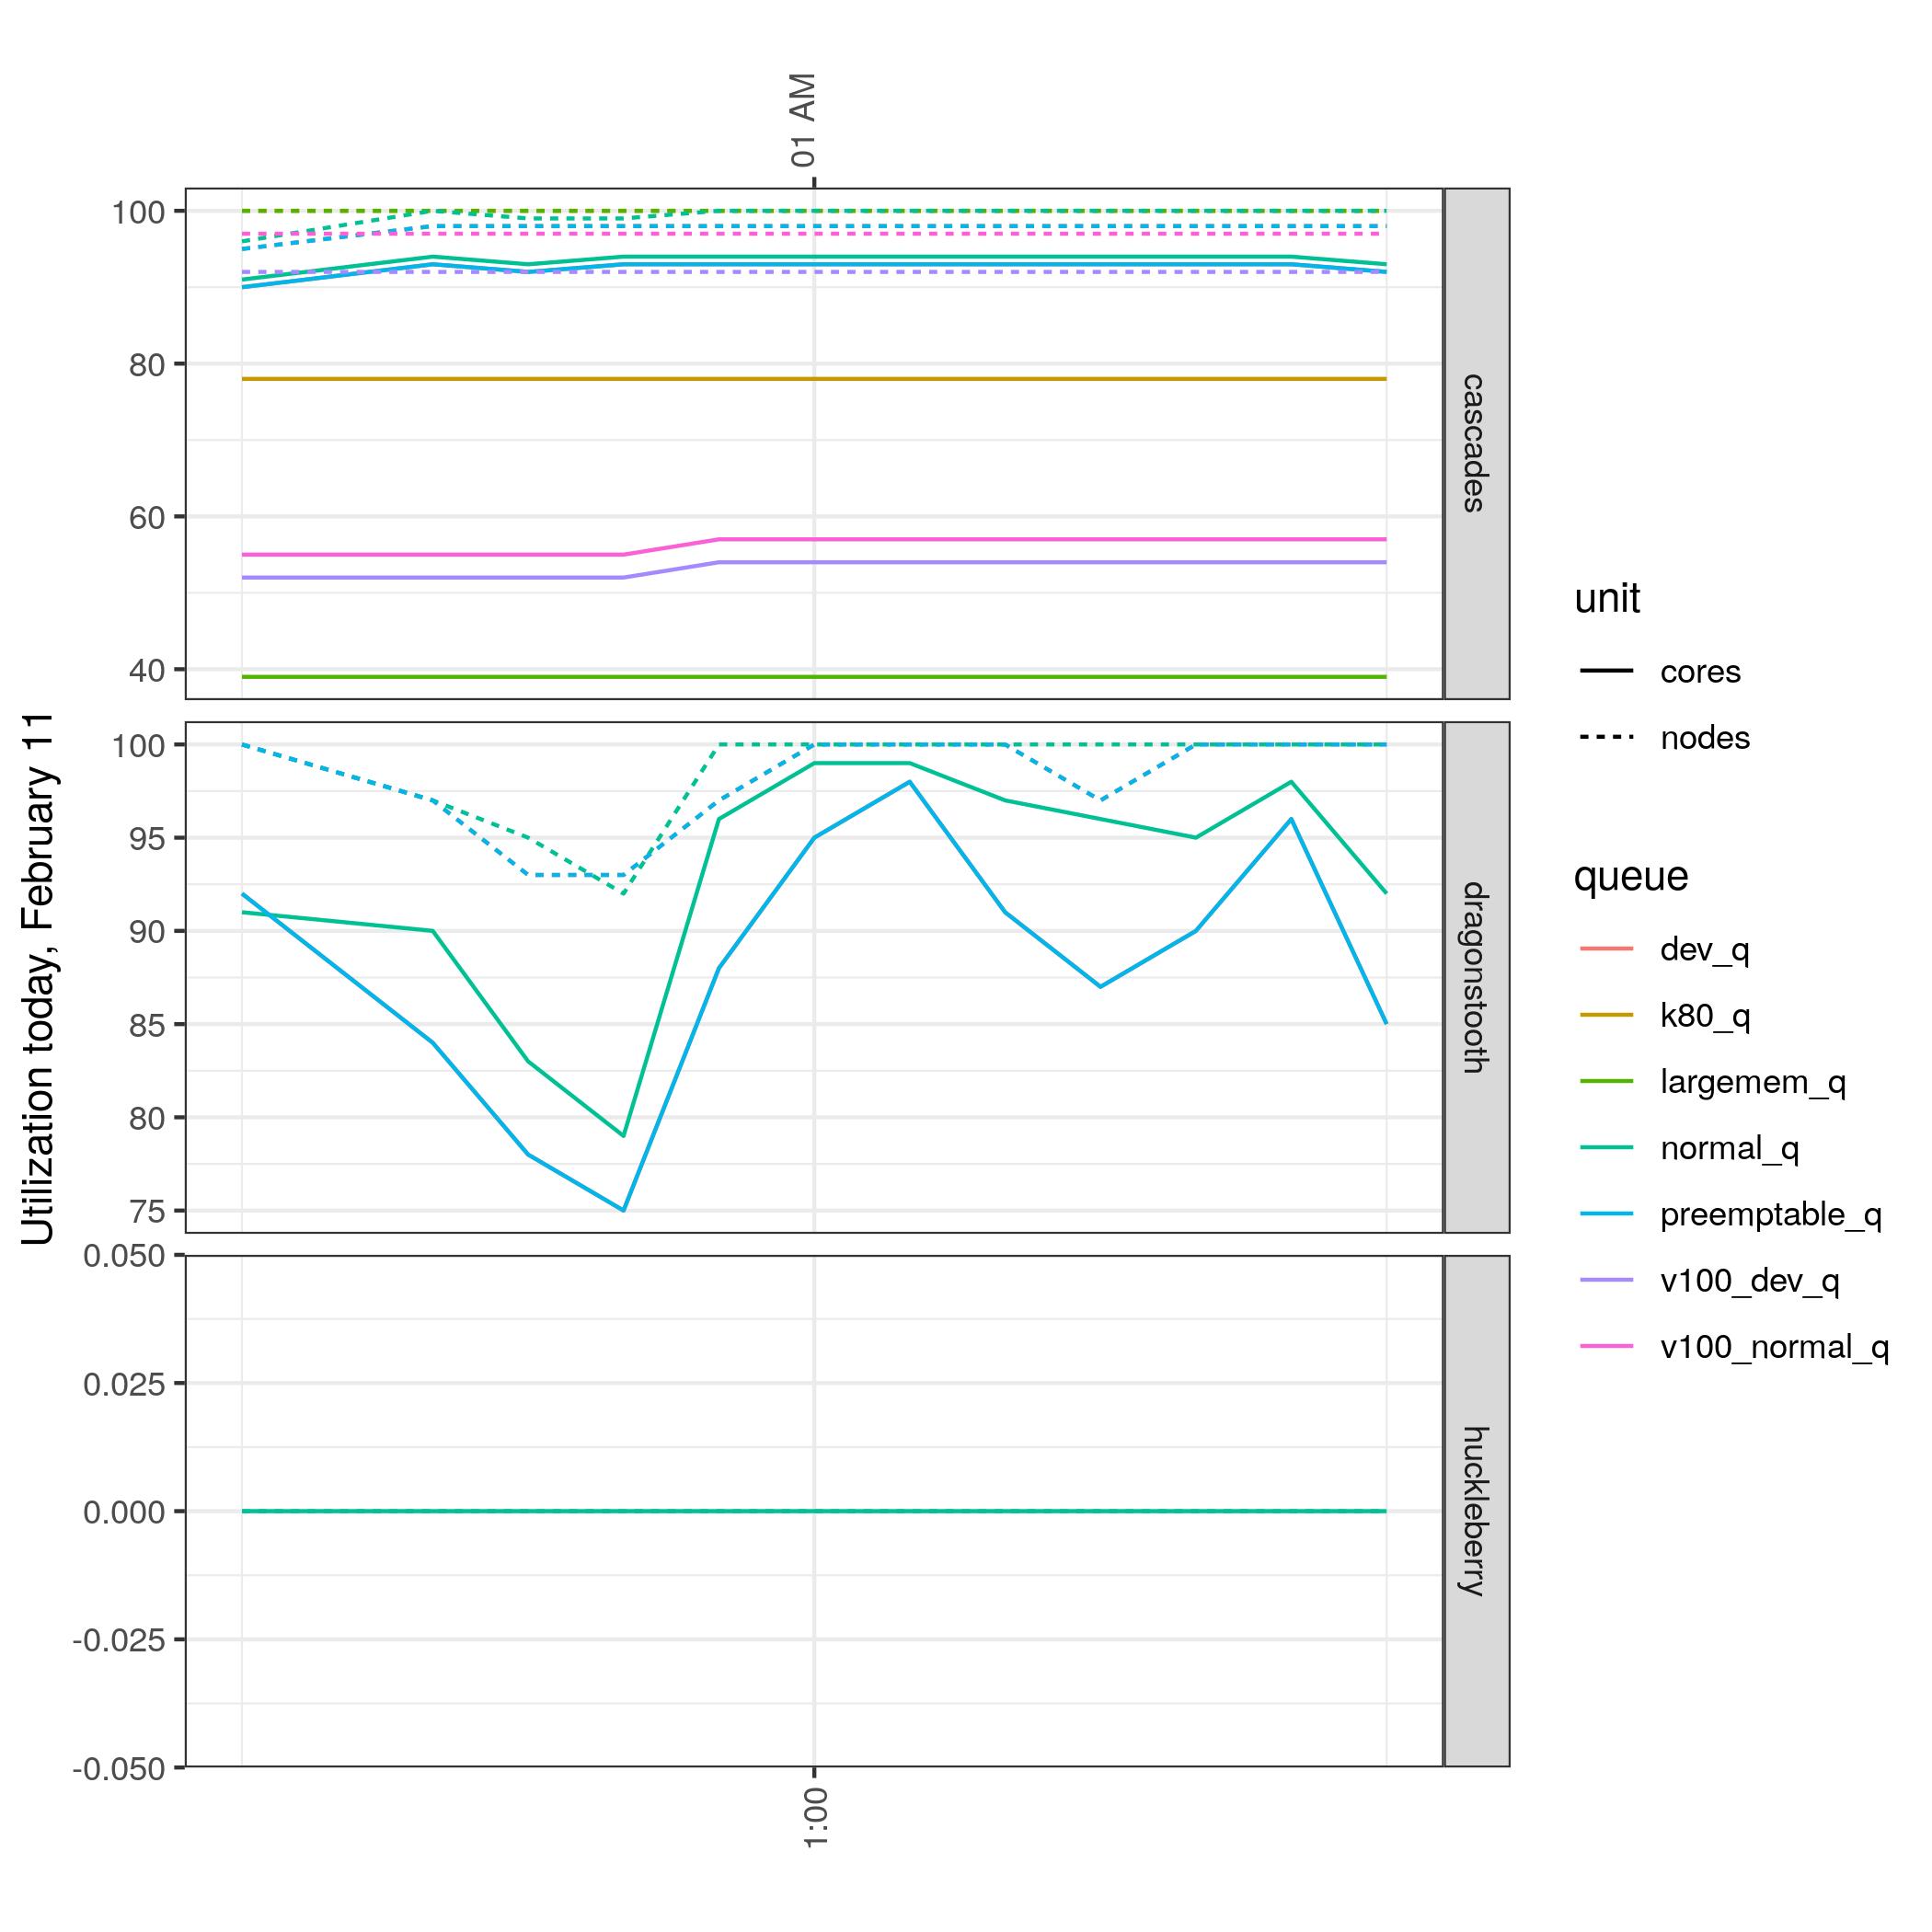 01 AM
Utilization today, February 11
100
80
60
40
cascades
100
95
90
85
80
75
dragonstooth
0.050
0.025
0.000
-0.025
-0.050
huckleberry
1:00
unit
cores
nodes
queue
dev_q
k80_q
largemem_q
normal_q
preemptable_q
v100_dev_q
v100_normal_q